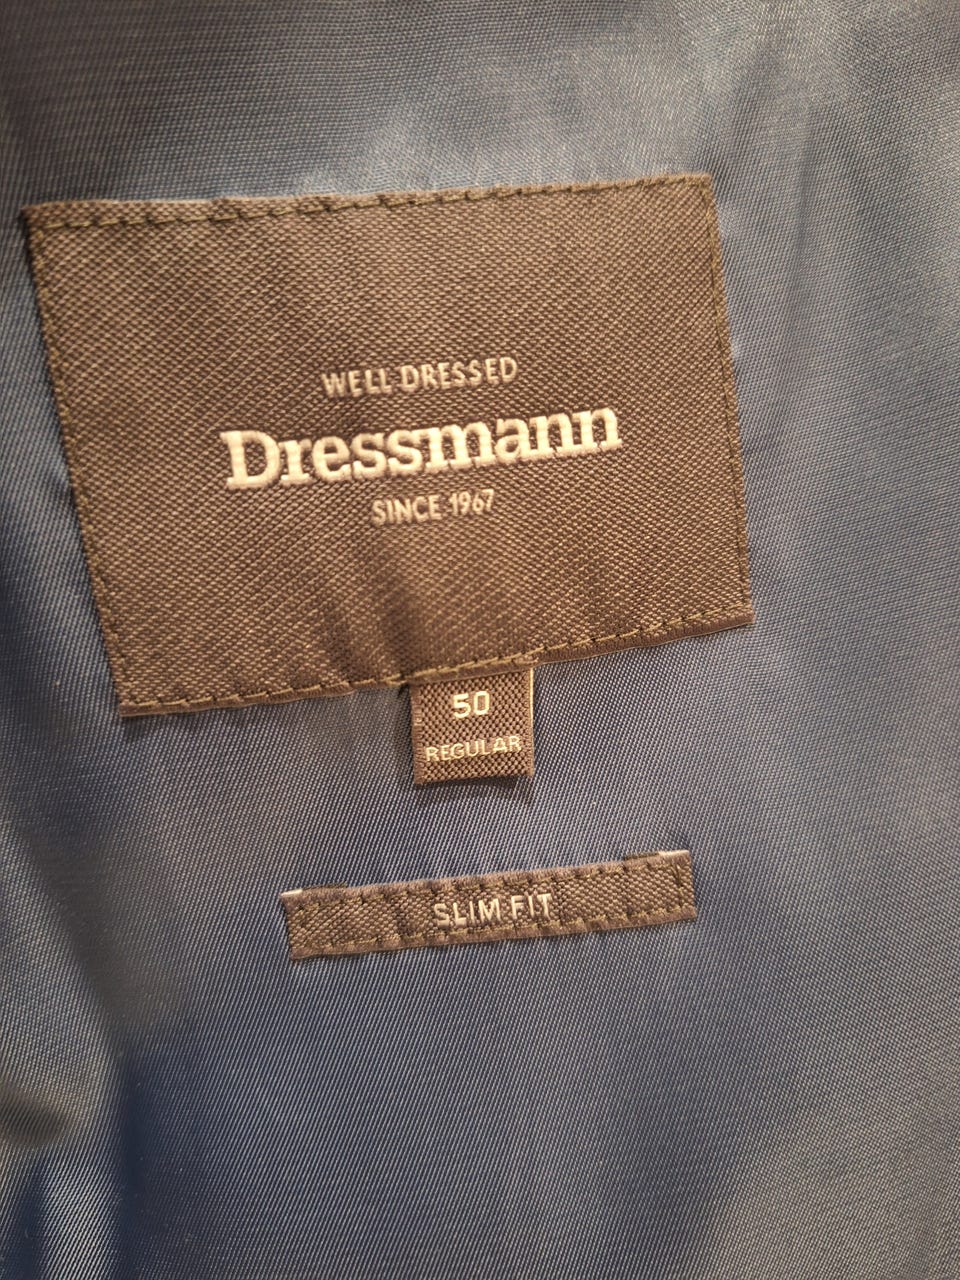 WELL DRESSED
Dressmann
SINCE 1967
50
REGULAR
SLIM FIT